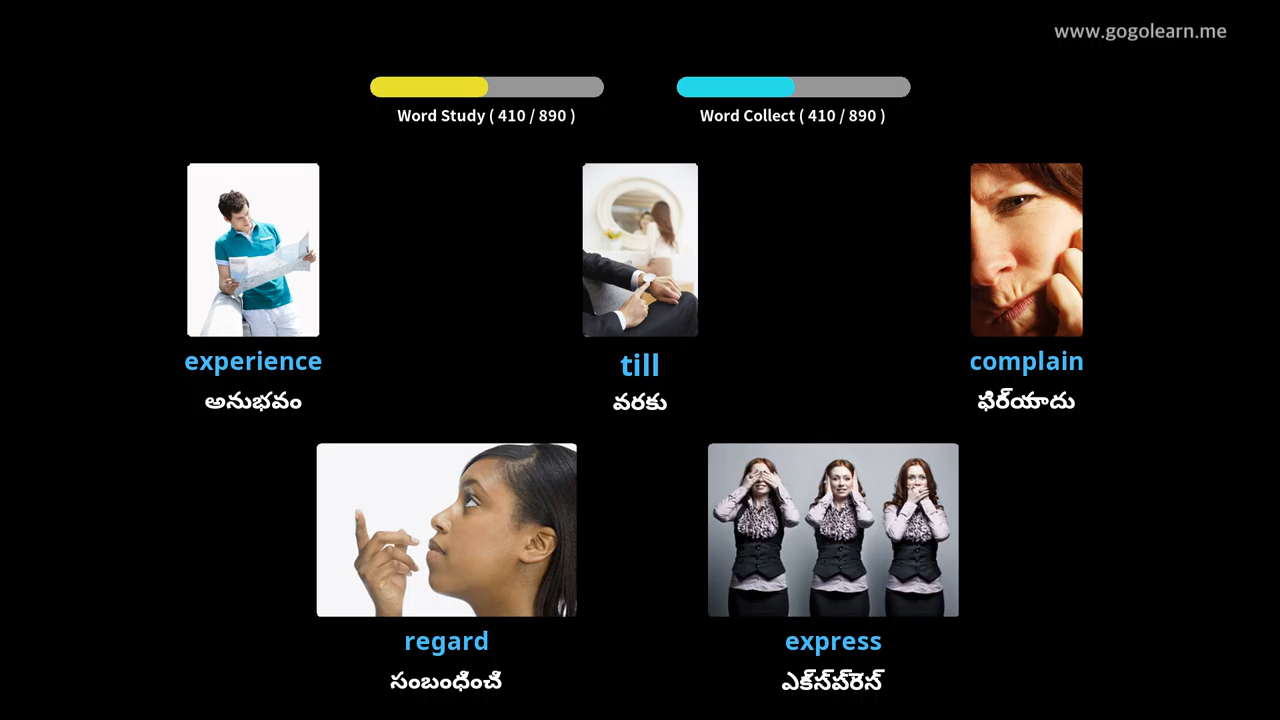 www.gogolearn.me
Word Study ( 410 / 890 )
Word Collect ( 410 / 890 )
experience
అనుభవం
till
వరకు
complain
ఫిర్‌యాదు
regard
సంబంధించి
express
ఎక్‌స్‌ప్‌రెస్